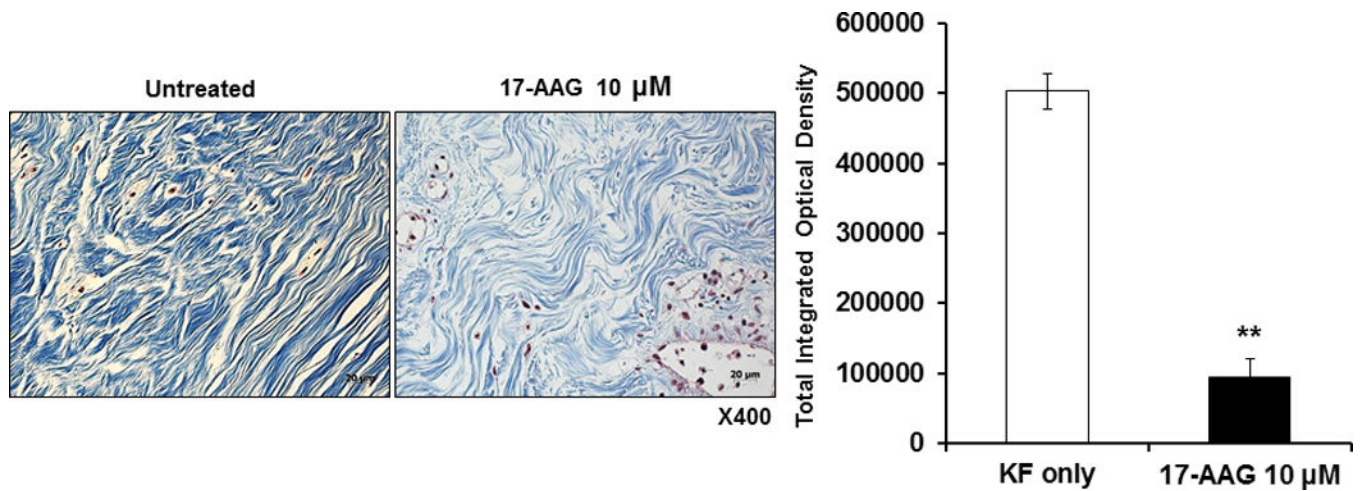 Untreated
17-AAG 10 µM
20 µm
20 µm
X400
Total Integrated Optical Density
600000
500000
400000
300000
200000
100000
0
**
KF only
17-AAG 10 µM